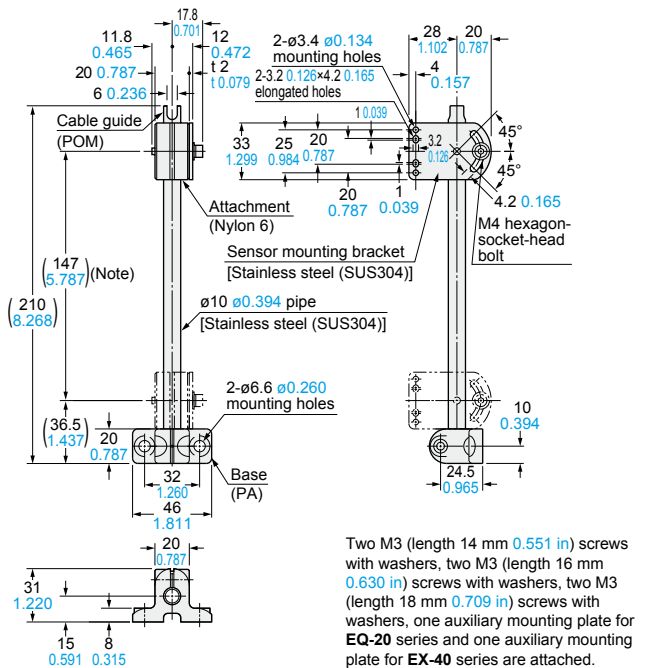 17.8
0.701
11.8
0.465
12
0.472
20 0.787
t 2
t 0.079
6 0.236
Cable guide
(POM)
2-ø3.4 ø0.134
mounting holes
2-3.2 0.126×4.2 0.165
elongated holes
28
1.102
20
0.787
4
0.157
1 0.039
33
1.299
25
0.984
20
0.787
3.2
0.126
45°
45°
20
0.787
1
0.039
4.2 0.165
M4 hexagon-
socket-head
bolt
Attachment
(Nylon 6)
Sensor mounting bracket
[Stainless steel (SUS304)]
(147
5.787)(Note)
(210
8.268)
ø10 ø0.394 pipe
[Stainless steel (SUS304)]
2-ø6.6 ø0.260
mounting holes
(36.5
1.437)
20
0.787
32
1.260
46
1.811
Base
(PA)
10
0.394
24.5
0.965
20
0.787
31
1.220
15
0.591
8
0.315
Two M3 (length 14 mm 0.551 in) screws
with washers, two M3 (length 16 mm
0.630 in) screws with washers, two M3
(length 18 mm 0.709 in) screws with
washers, one auxiliary mounting plate for
EQ-20 series and one auxiliary mounting
plate for EX-40 series are attached.